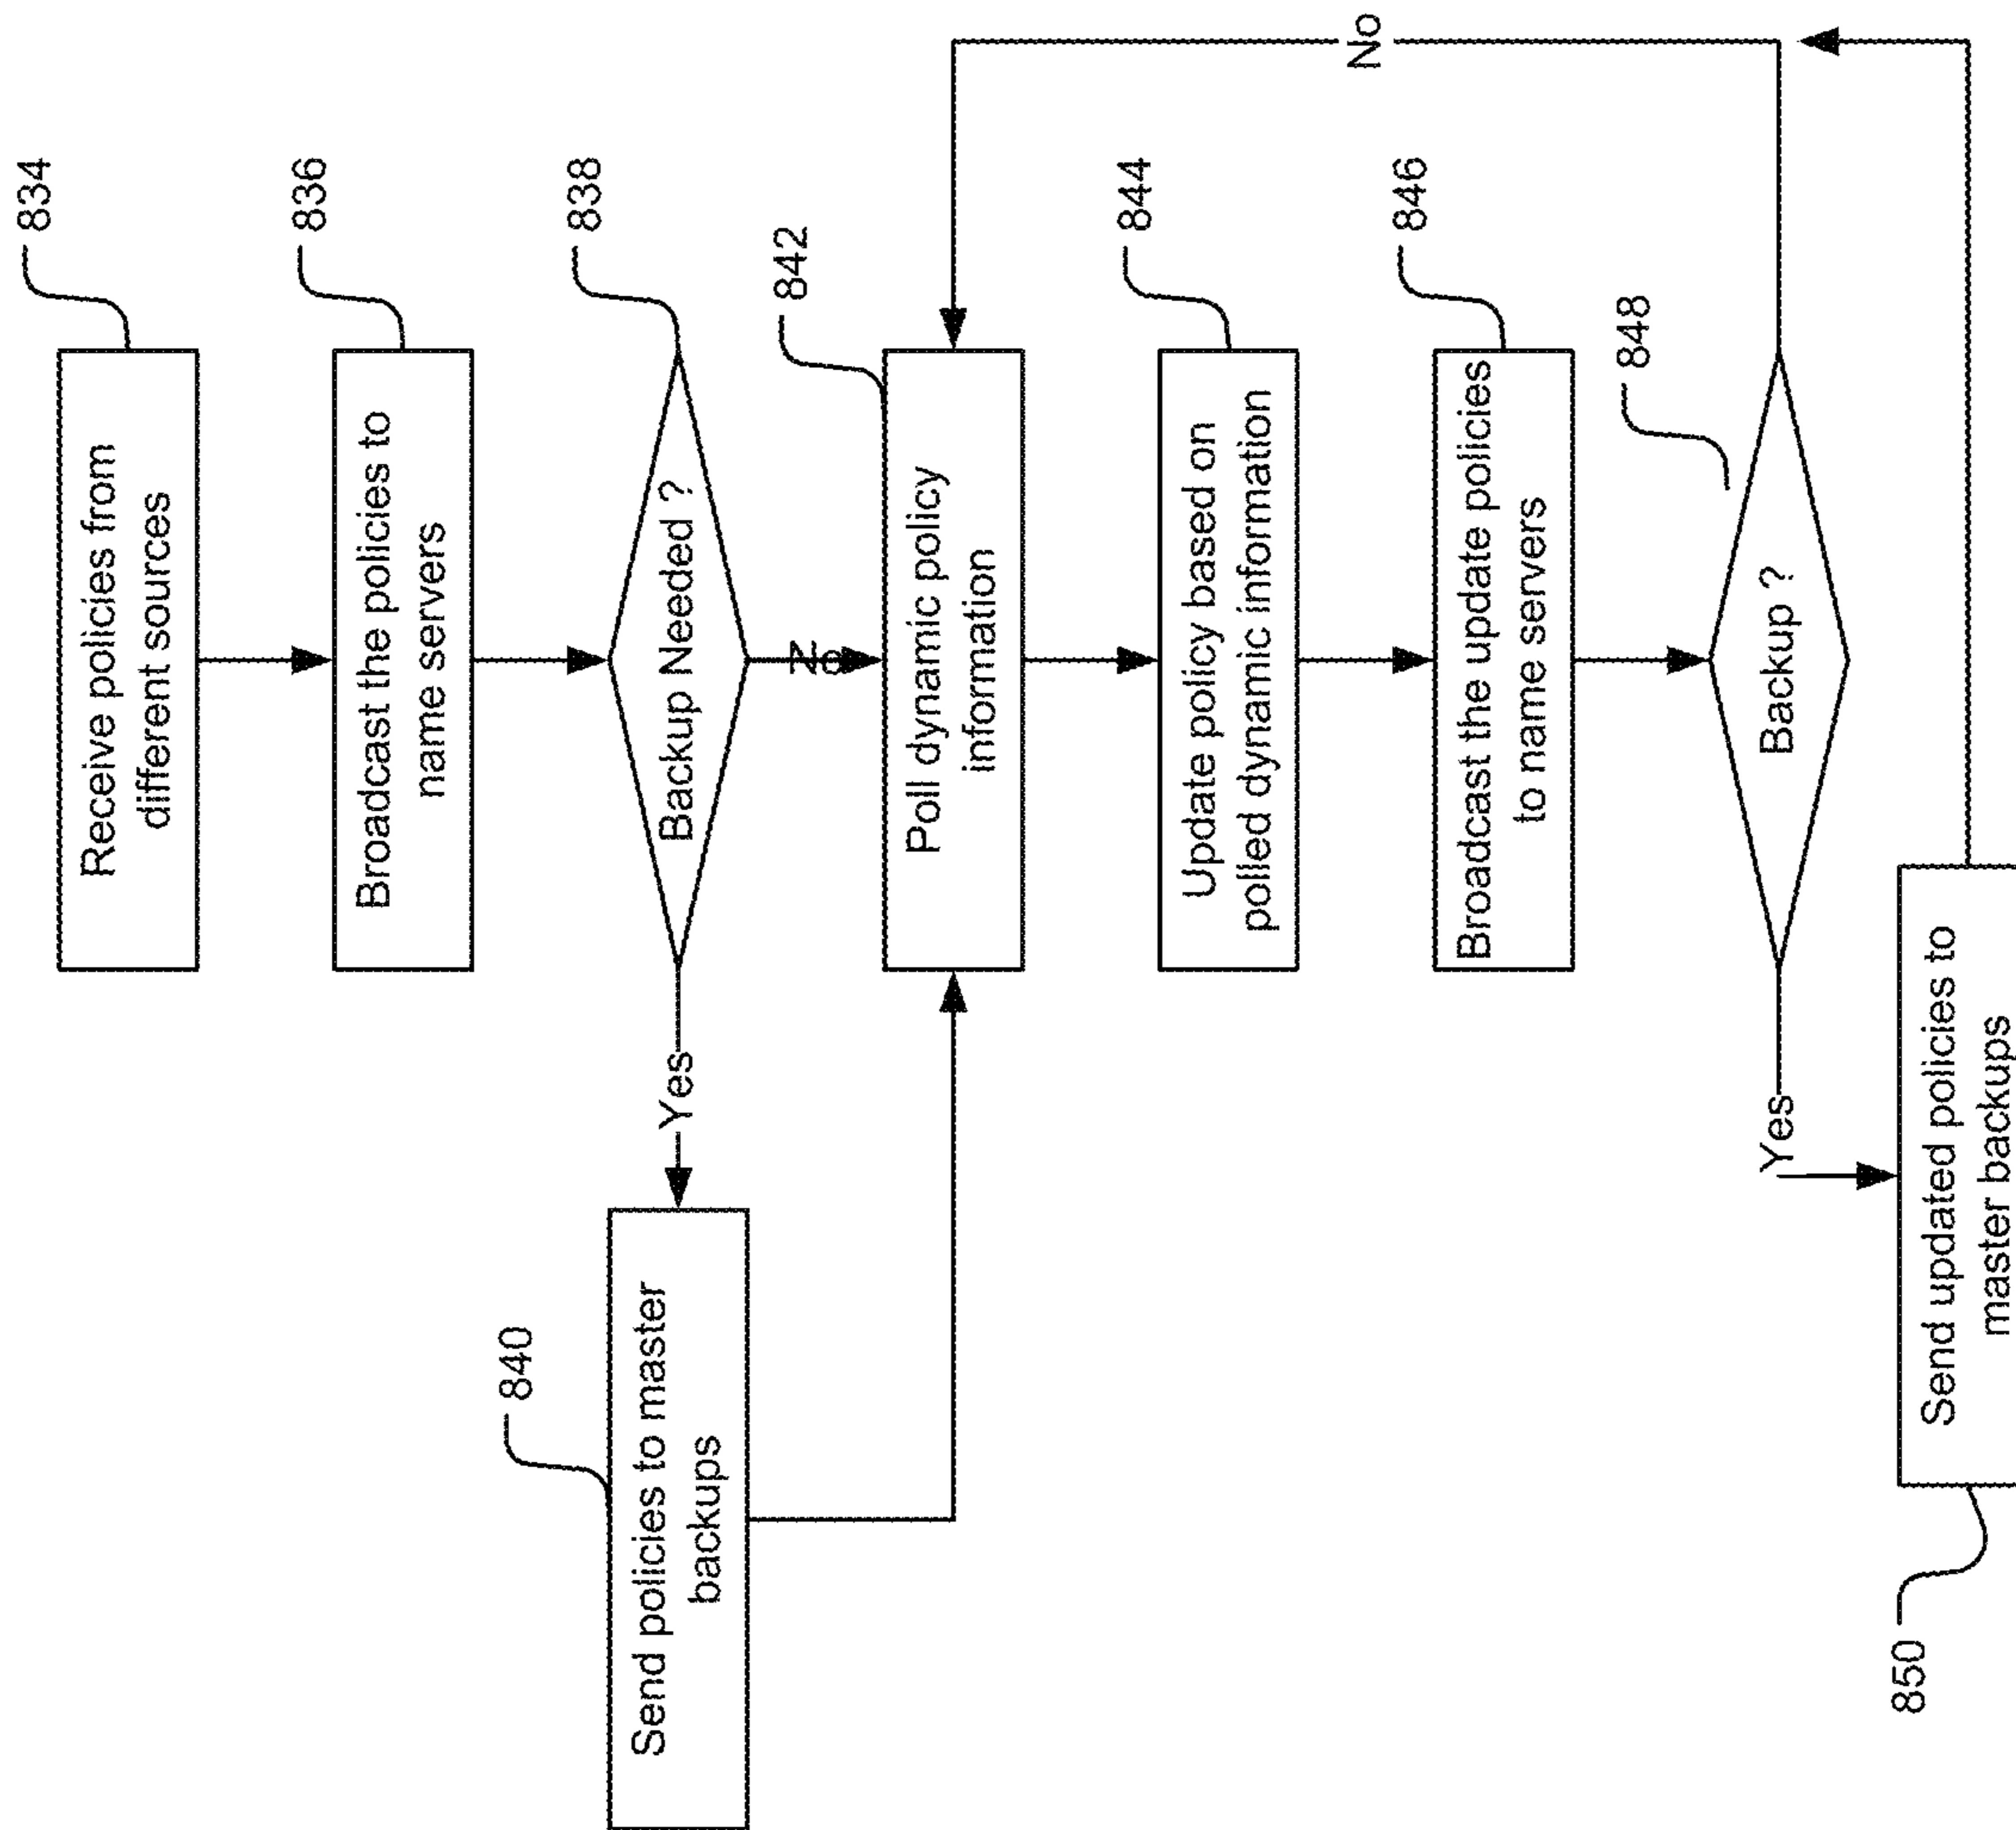 834
Receive policies from
different sources
836
Broadcast the policies to
name servers
838
Backup Needed ?
Yes
No
840
Send policies to master
backups
842
Poll dynamic policy
information
844
Update policy based on
polled dynamic information
846
Broadcast the update policies
to name servers
848
Backup ?
No
Yes
Send updated policies to
master backups
850